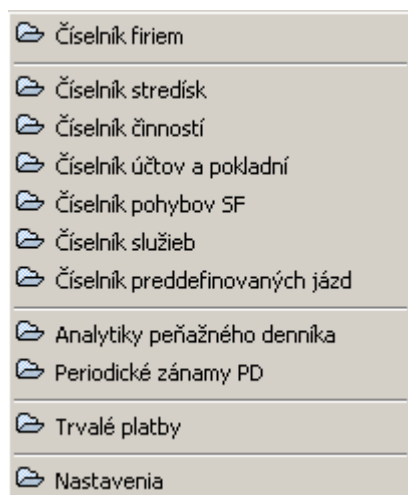 Číselník firiem
Číselník stredísk
Číselník činností
Číselník účtov a pokladní
Číselník pohybov SF
Číselník služieb
Číselník preddefinovaných jázd
Analytiky peňažného denníka
Periodické zánamy PD
Trvalé platby
Nastavenia